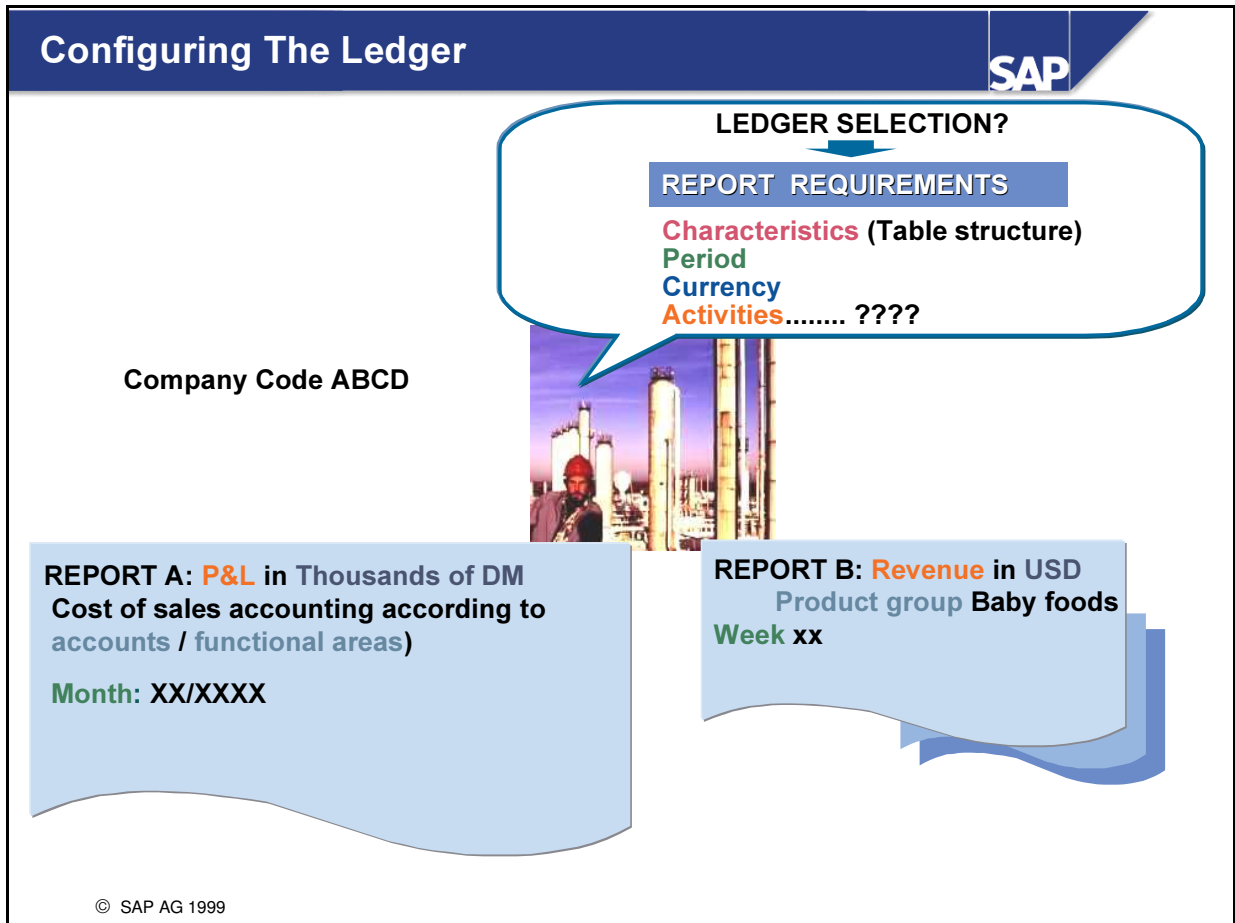 Configuring The Ledger
SAP
LEDGER SELECTION?
REPORT REQUIREMENTS
Characteristics (Table structure)
Period
Currency
Activities........ ????
Company Code ABCD
REPORT A: P&L in Thousands of DM
Cost of sales accounting according to
accounts / functional areas)
Month: XX/XXXX
REPORT B: Revenue in USD
Product group Baby foods
Week xx
© SAP AG 1999